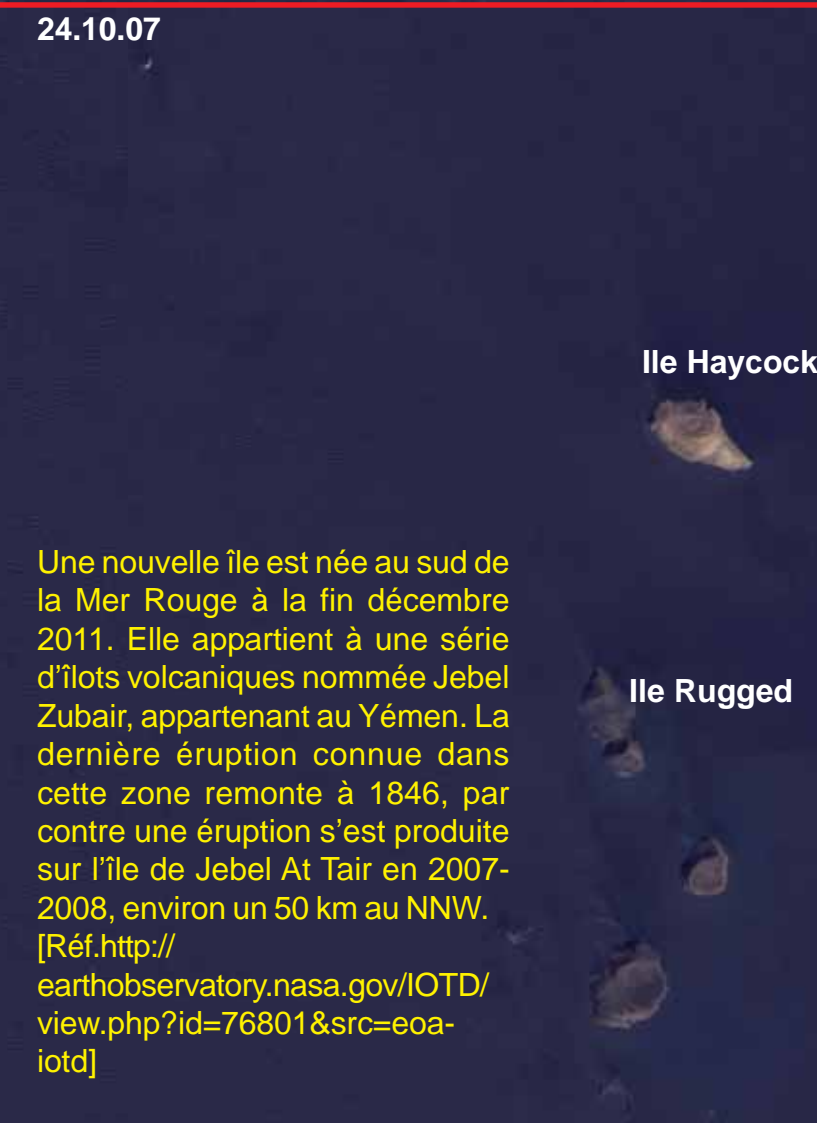 24.10.07
Ile Haycock
Ile Rugged
Une nouvelle île est née au sud de
la Mer Rouge à la fin décembre
2011. Elle appartient à une série
d'îlots volcaniques nommée Jebel
Zubair, appartenant au Yémen. La
dernière éruption connue dans
cette zone remonte à 1846, par
contre une éruption s'est produite
sur l'île de Jebel At Tair en 2007-
2008, environ un 50 km au NNW.
[Réf.http://
earthobservatory.nasa.gov/IOTD/
view.php?id=76801&src=eoa-
iotd]